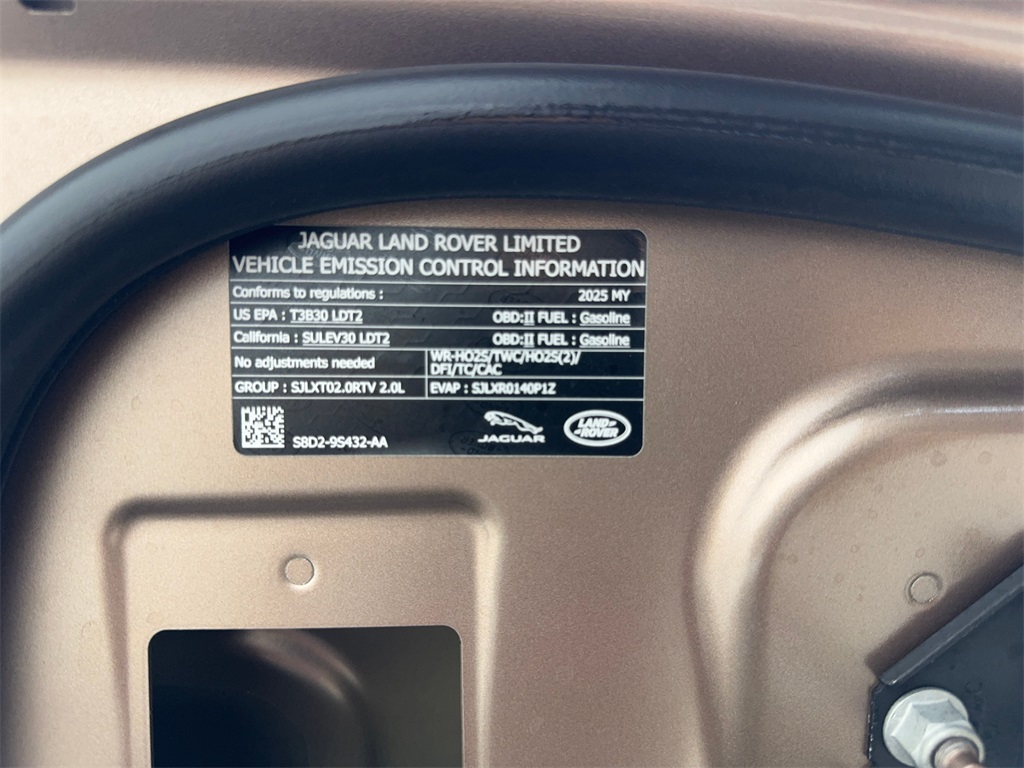 JAGUAR LAND ROVER LIMITED
VEHICLE EMISSION CONTROL INFORMATION
Conforms to regulations : 2025 MY
US EPA : T3B30 LDT2 OBD:II FUEL : Gasoline
California : SULEV30 LDT2 OBD:II FUEL : Gasoline
No adjustments needed
WR-HO2S/TWC/HO2S(2)/
DFI/TC/CAC
GROUP : SJLXT02.0RTV 2.0L EVAP : SJLXR0140P1Z
S8D2-9S432-AA
JAGUAR
LAND-
-ROVER